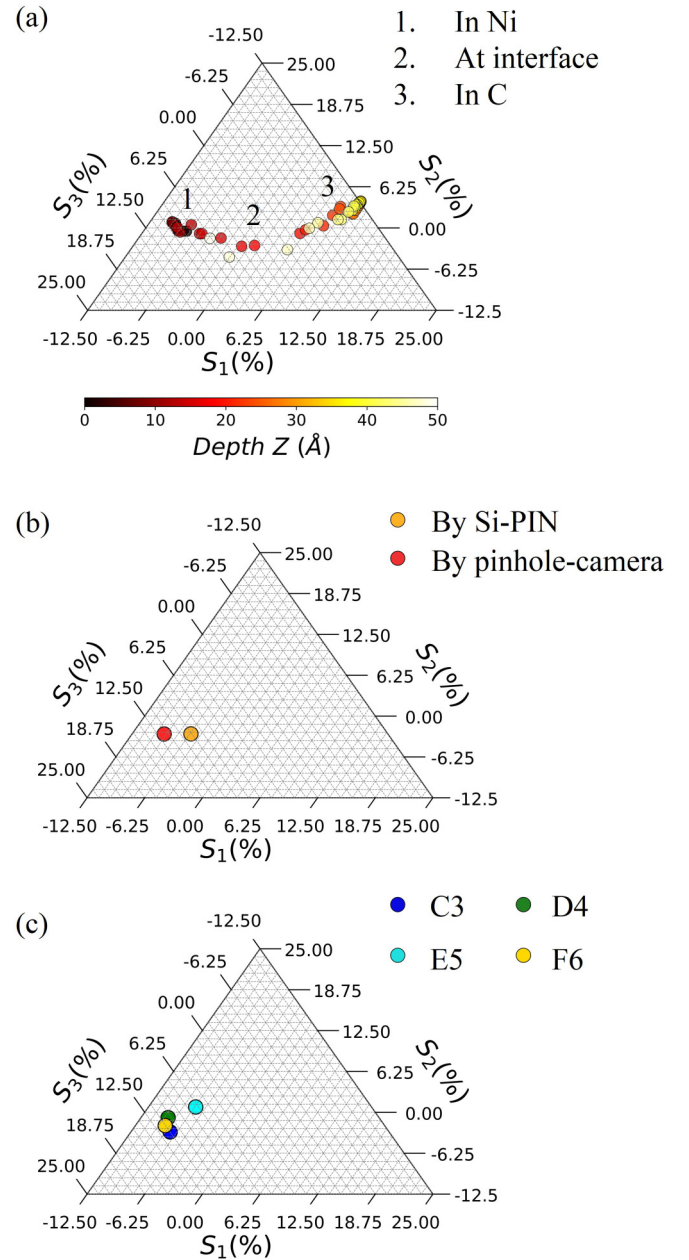 (a)
1. In Ni
2. At interface
3. In C
-12.50
-6.25
0.00
6.25
12.50
18.75
25.00
S3(%)
25.00
18.75
12.50
6.25
0.00
-6.25
-12.5
S2(%)
1
2
3
-12.50 -6.25 0.00 6.25 12.50 18.75 25.00
S1(%)
0 10 20 30 40 50
Depth Z (Å)
(b)
By Si-PIN
By pinhole-camera
-12.50
-6.25
0.00
6.25
12.50
18.75
25.00
S3(%)
25.00
18.75
12.50
6.25
0.00
-6.25
-12.5
S2(%)
-12.50 -6.25 0.00 6.25 12.50 18.75 25.00
S1(%)
(c)
C3 D4
E5 F6
-12.50
-6.25
0.00
6.25
12.50
18.75
25.00
S3(%)
25.00
18.75
12.50
6.25
0.00
-6.25
-12.5
S2(%)
-12.50 -6.25 0.00 6.25 12.50 18.75 25.00
S1(%)